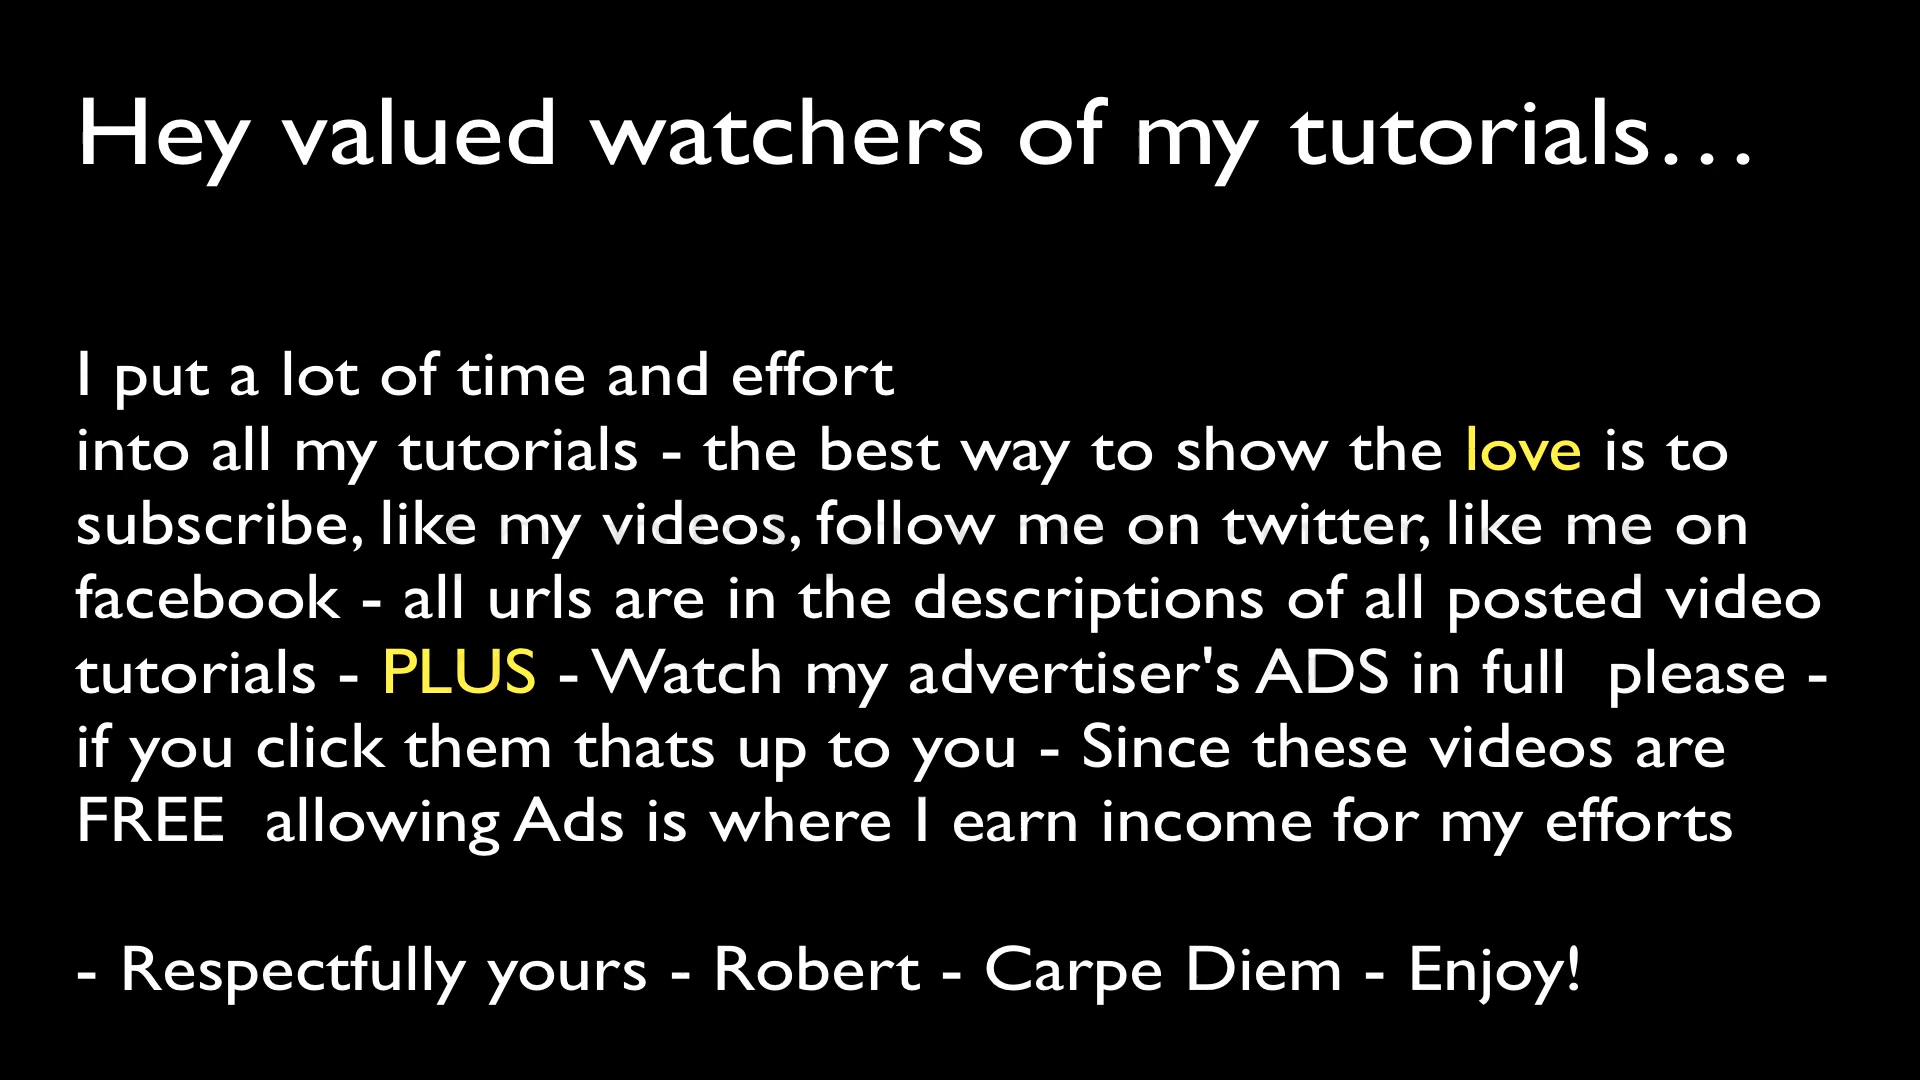 Hey valued watchers of my tutorials...
I put a lot of time and effort
into all my tutorials - the best way to show the love is to
subscribe, like my videos, follow me on twitter, like me on
facebook - all urls are in the descriptions of all posted video
tutorials - PLUS - Watch my advertiser's ADS in full  please -
if you click them thats up to you - Since these videos are
FREE  allowing Ads is where I earn income for my efforts
- Respectfully yours - Robert - Carpe Diem - Enjoy!